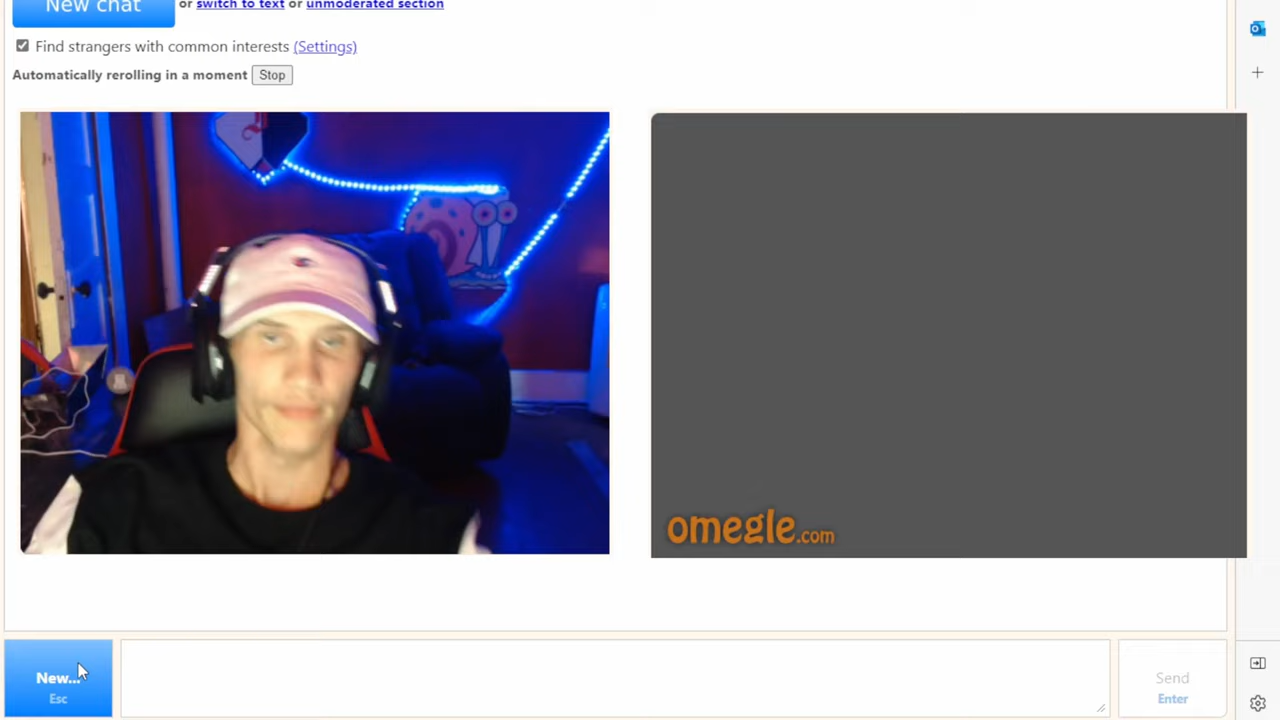 New chat or switch to text or unmoderated section
Find strangers with common interests (Settings)
Automatically rerolling in a moment Stop
omegle.com
New...
Esc
Send
Enter